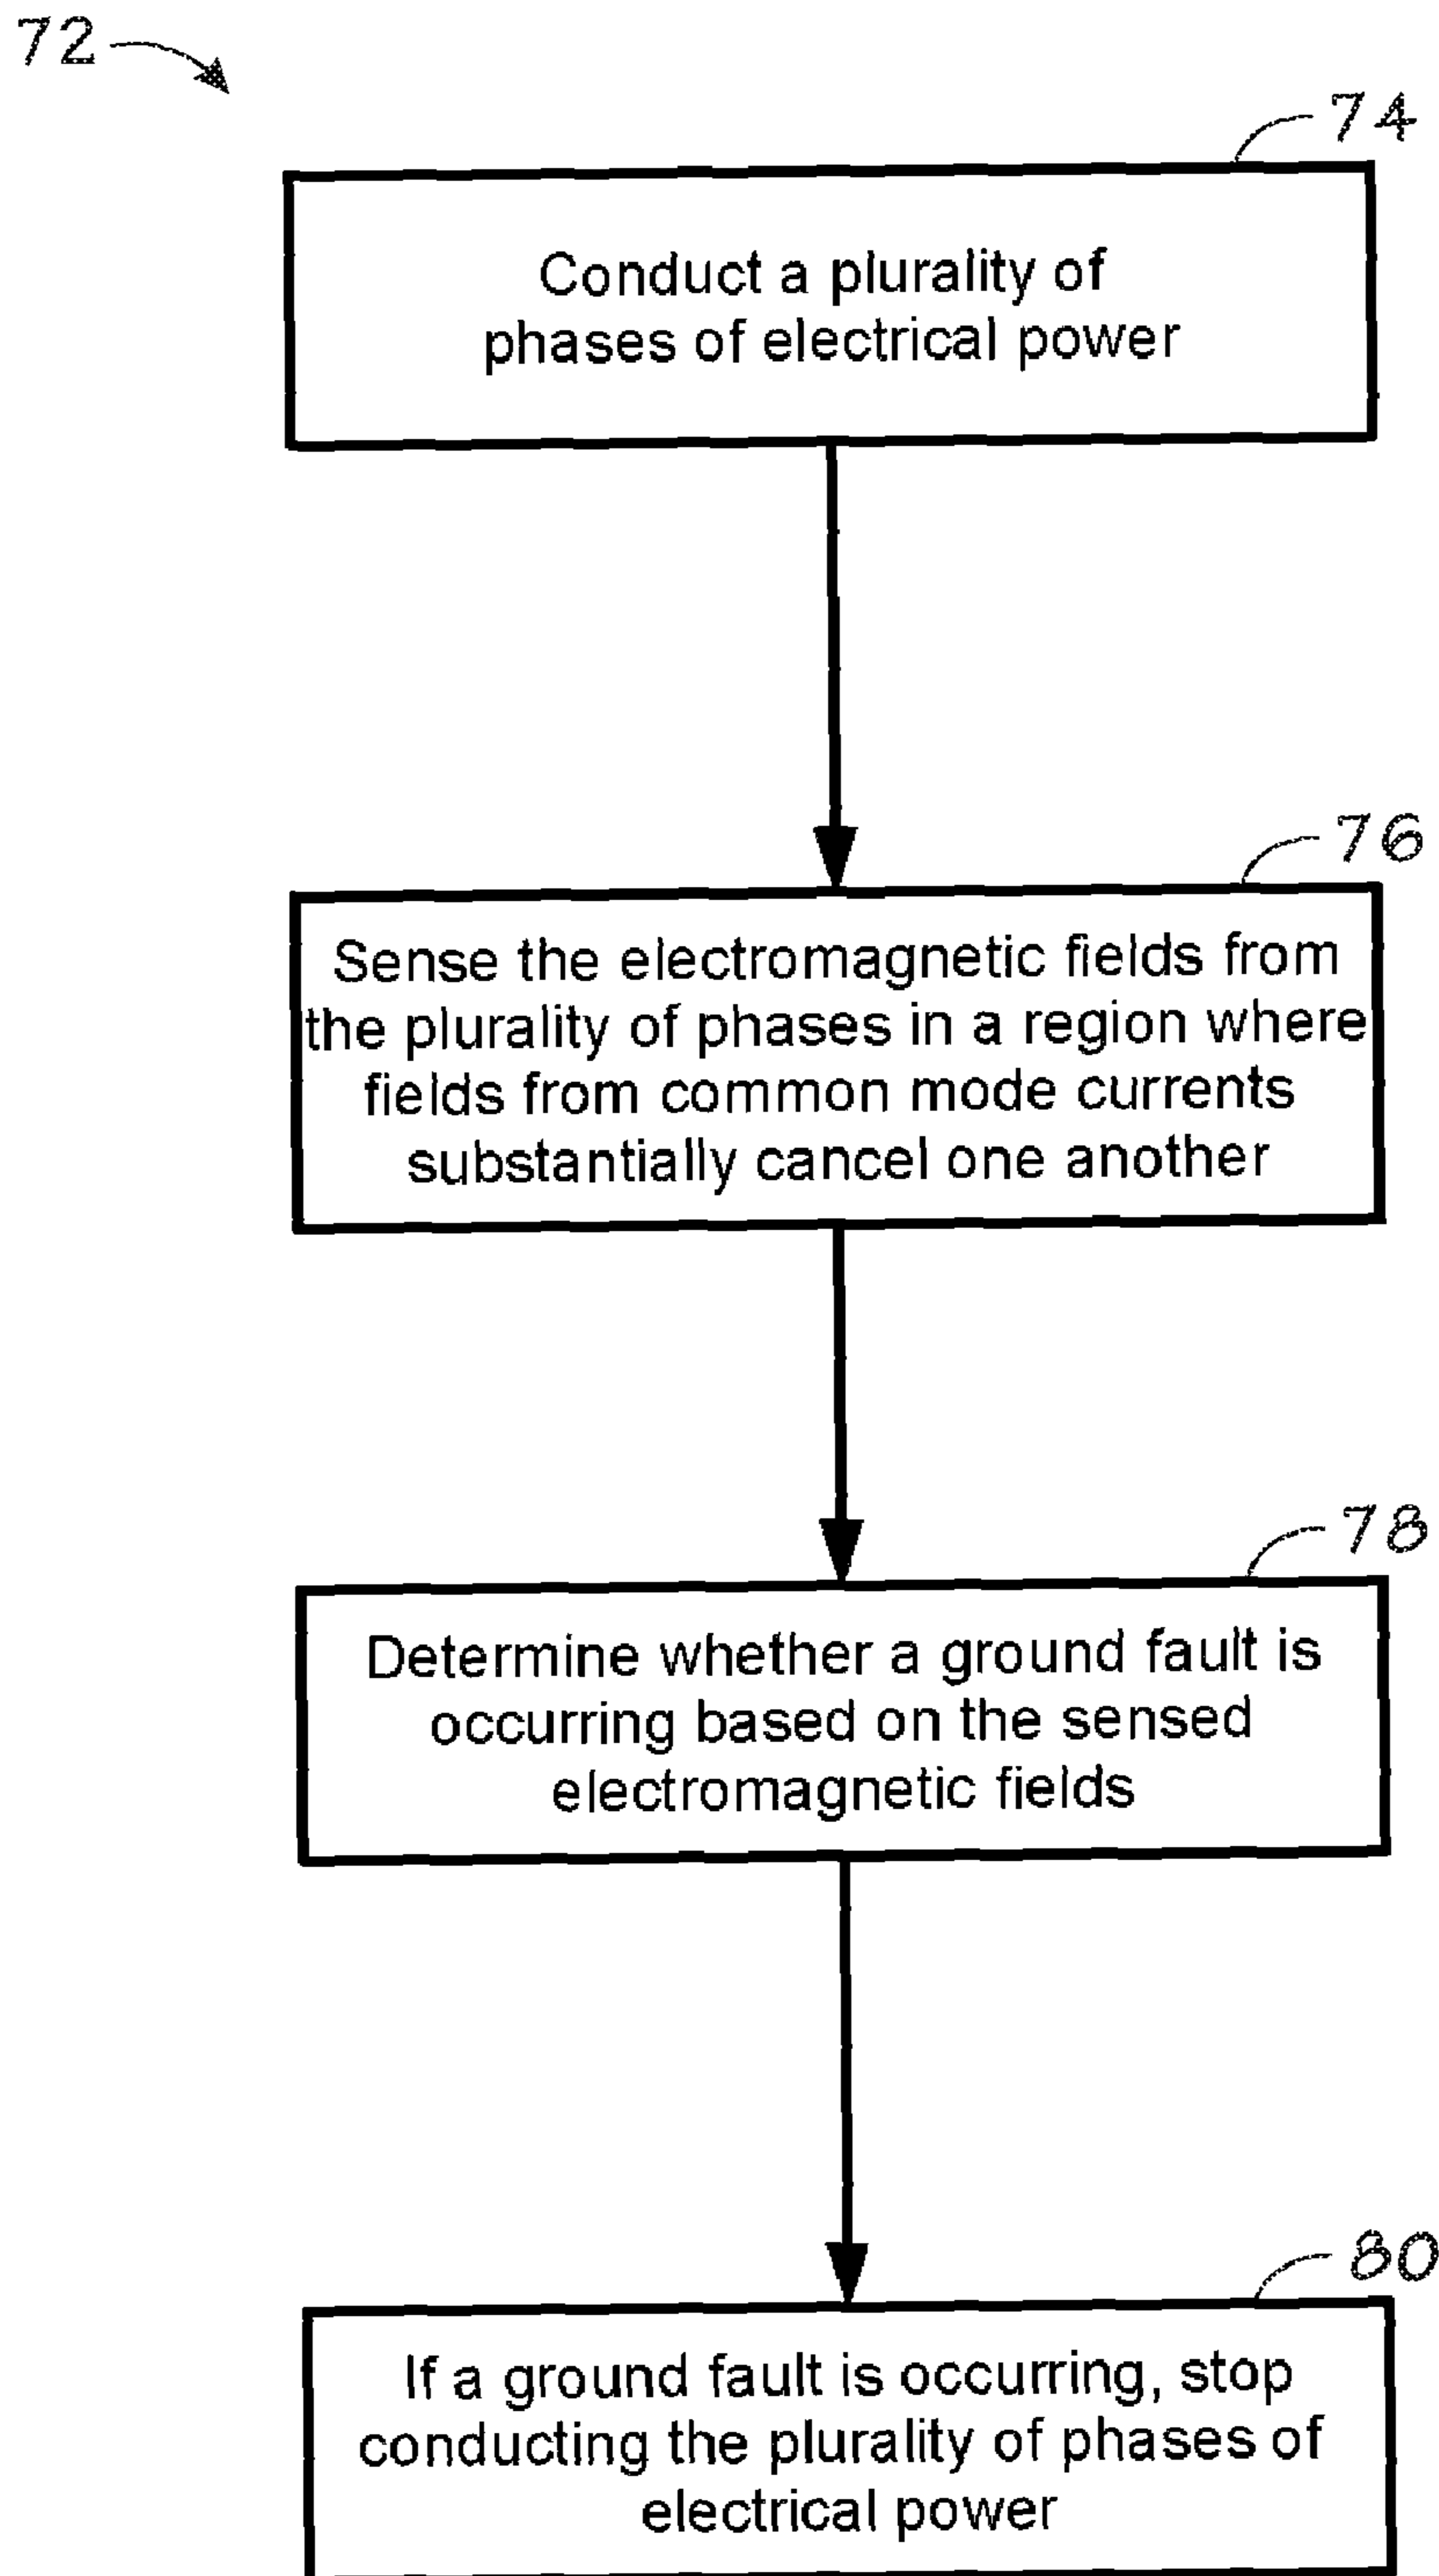 72
74
Conduct a plurality of
phases of electrical power
76
Sense the electromagnetic fields from
the plurality of phases in a region where
fields from common mode currents
substantially cancel one another
78
Determine whether a ground fault is
occurring based on the sensed
electromagnetic fields
80
If a ground fault is occurring, stop
conducting the plurality of phases of
electrical power